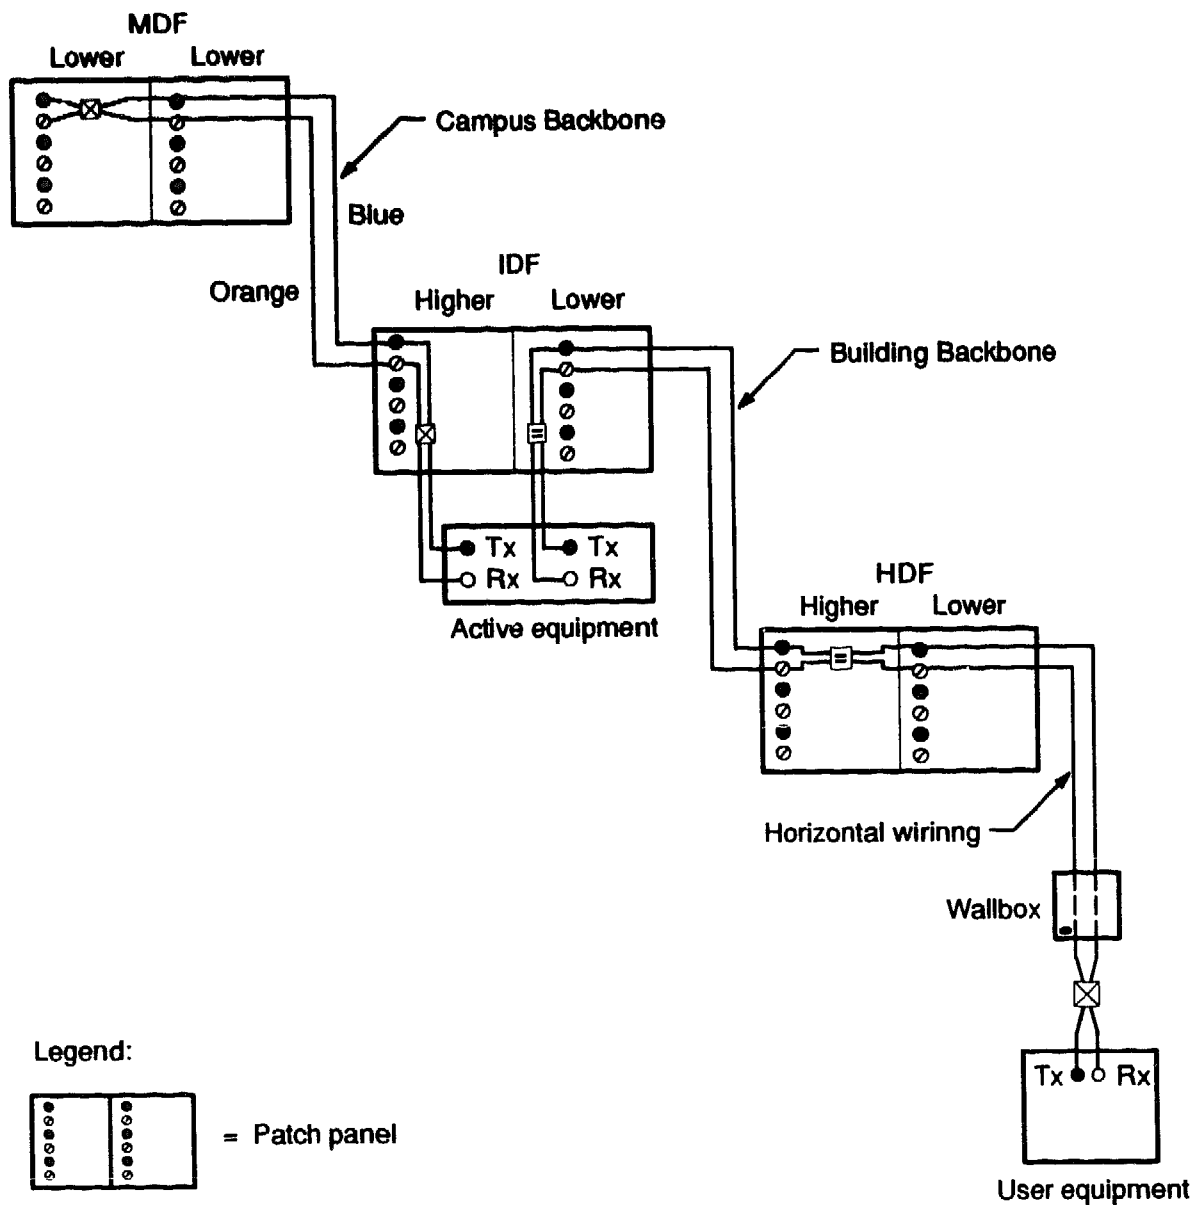 MDF
Lower Lower
Campus Backbone
Blue
Orange
IDF
Higher Lower
Building Backbone
Tx Tx
Rx Rx
Active equipment
HDF
Higher Lower
Horizontal wirinng
Wallbox
Legend:
Tx Rx
= Patch panel
User equipment